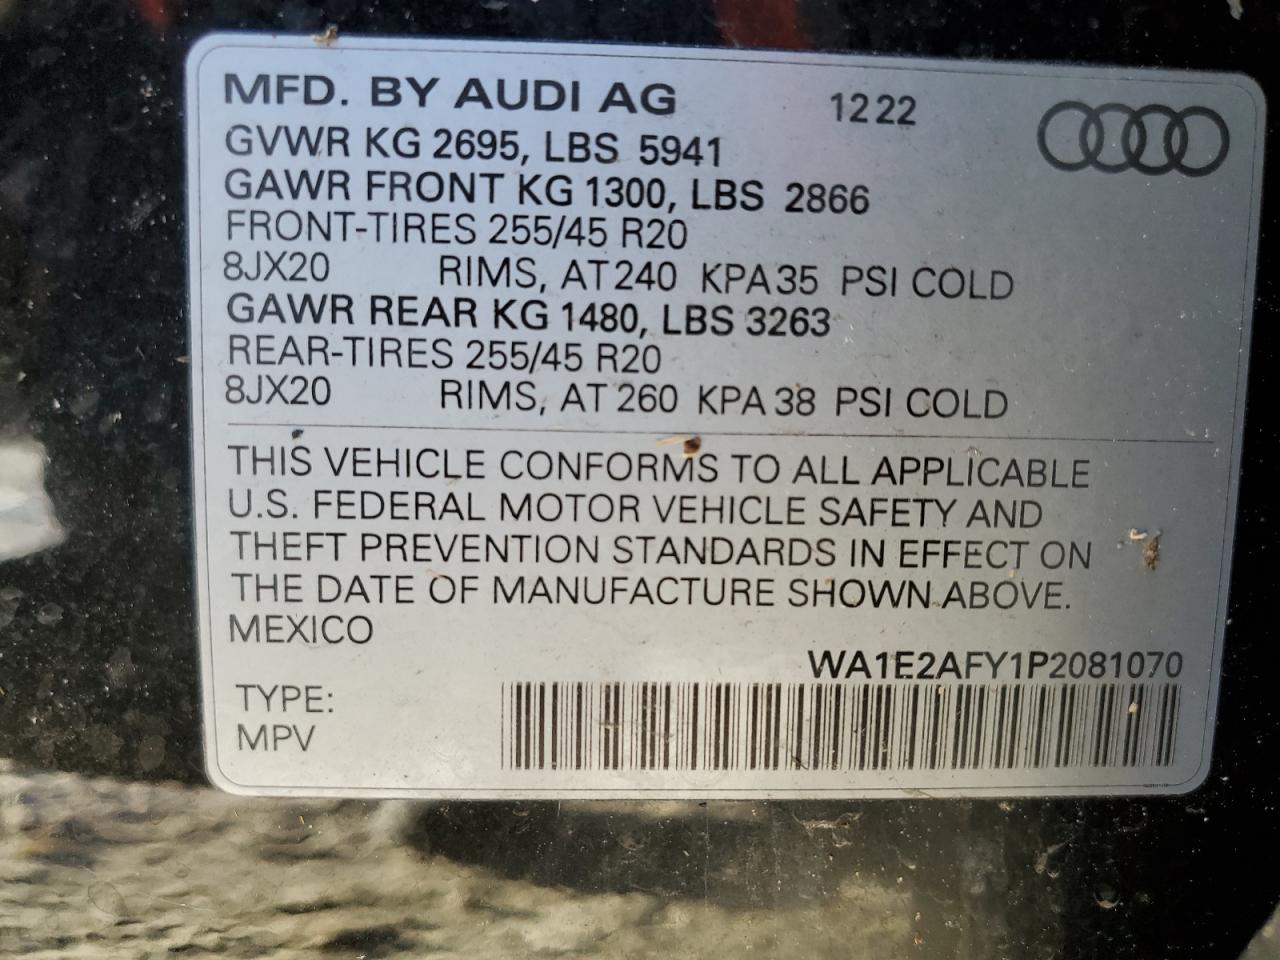 MFD. BY AUDI AG 12 22
GVWR KG 2695, LBS 5941
GAWR FRONT KG 1300, LBS 2866
FRONT-TIRES 255/45 R20
8JX20 RIMS, AT 240 KPA 35 PSI COLD
GAWR REAR KG 1480, LBS 3263
REAR-TIRES 255/45 R20
8JX20 RIMS, AT 260 KPA 38 PSI COLD
THIS VEHICLE CONFORMS TO ALL APPLICABLE
U.S. FEDERAL MOTOR VEHICLE SAFETY AND
THEFT PREVENTION STANDARDS IN EFFECT ON
THE DATE OF MANUFACTURE SHOWN ABOVE.
MEXICO
WA1E2AFY1P2081070
TYPE:
MPV